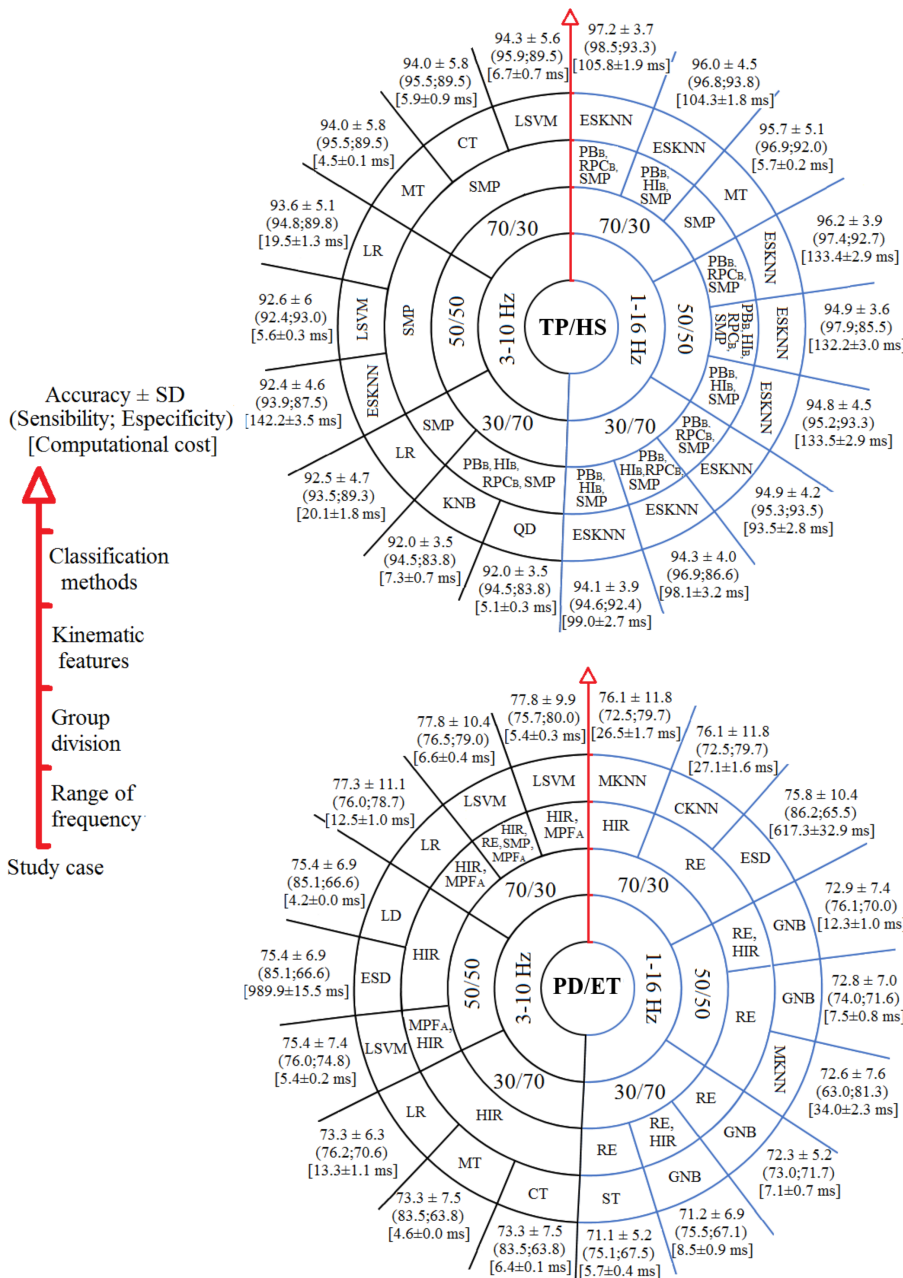 94.3 ± 5.6
(95.9;89.5)
[6.7±0.7 ms]
97.2 ± 3.7
(98.5;93.3)
[105.8±1.9 ms]
94.0 ± 5.8
(95.5;89.5)
[5.9±0.9 ms]
96.0 ± 4.5
(96.8;93.8)
[104.3±1.8 ms]
94.0 ± 5.8
(95.5;89.5)
[4.5±0.1 ms]
95.7 ± 5.1
(96.9;92.0)
[5.7±0.2 ms]
93.6 ± 5.1
(94.8;89.8)
[19.5±1.3 ms]
96.2 ± 3.9
(97.4;92.7)
[133.4±2.9 ms]
92.6 ± 6
(92.4;93.0)
[5.6±0.3 ms]
94.9 ± 3.6
(97.9;85.5)
[132.2±3.0 ms]
92.4 ± 4.6
(93.9;87.5)
[142.2±3.5 ms]
94.8 ± 4.5
(95.2;93.3)
[133.5±2.9 ms]
92.5 ± 4.7
(93.5;89.3)
[20.1±1.8 ms]
94.9 ± 4.2
(95.3;93.5)
[93.5±2.8 ms]
92.0 ± 3.5
(94.5;83.8)
[7.3±0.7 ms]
92.0 ± 3.5
(94.5;83.8)
[5.1±0.3 ms]
94.1 ± 3.9
(94.6;92.4)
[99.0±2.7 ms]
94.3 ± 4.0
(96.9;86.6)
[98.1±3.2 ms]
LSVM
ESKNN
CT
ESKNN
MT
MT
LR
ESKNN
LSVM
ESKNN
ESKNN
ESKNN
LR
ESKNN
KNB
QD
ESKNN
ESKNN
SMP
PBB,
RPCB,
SMP
PBB,
HIB,
SMP
SMP
SMP
PBB,
RPCB,
SMP
PBB, HIB,
RPCB,
SMP
PBB,
HIB,
SMP
SMP
PBB,
RPCB,
SMP
PBB, HIB,
RPCB, SMP
PBB,
HIB,
SMP
PBB,
HIB,RPCB,
SMP
70/30
70/30
50/50
3-10 Hz
TP/HS
1-16 Hz
50/50
30/70
30/70
Accuracy ± SD
(Sensibility; Especificity)
[Computational cost]
Classification
methods
Kinematic
features
Group
division
Range of
frequency
Study case
77.8 ± 9.9
(75.7;80.0)
[5.4±0.3 ms]
76.1 ± 11.8
(72.5;79.7)
[26.5±1.7 ms]
77.8 ± 10.4
(76.5;79.0)
[6.6±0.4 ms]
76.1 ± 11.8
(72.5;79.7)
[27.1±1.6 ms]
77.3 ± 11.1
(76.0;78.7)
[12.5±1.0 ms]
75.8 ± 10.4
(86.2;65.5)
[617.3±32.9 ms]
75.4 ± 6.9
(85.1;66.6)
[4.2±0.0 ms]
72.9 ± 7.4
(76.1;70.0)
[12.3±1.0 ms]
75.4 ± 6.9
(85.1;66.6)
[989.9±15.5 ms]
72.8 ± 7.0
(74.0;71.6)
[7.5±0.8 ms]
75.4 ± 7.4
(76.0;74.8)
[5.4±0.2 ms]
72.6 ± 7.6
(63.0;81.3)
[34.0±2.3 ms]
73.3 ± 6.3
(76.2;70.6)
[13.3±1.1 ms]
72.3 ± 5.2
(73.0;71.7)
[7.1±0.7 ms]
73.3 ± 7.5
(83.5;63.8)
[4.6±0.0 ms]
73.3 ± 7.5
(83.5;63.8)
[6.4±0.1 ms]
71.1 ± 5.2
(75.1;67.5)
[5.7±0.4 ms]
71.2 ± 6.9
(75.5;67.1)
[8.5±0.9 ms]
LSVM
MKNN
LSVM
CKNN
LR
ESD
LD
GNB
ESD
GNB
LSVM
MKNN
LR
GNB
MT
GNB
CT
ST
HIR,
MPFA
HIR
HIR,
RE,SMP,
MPFA
RE
HIR,
MPFA
RE,
HIR
HIR
RE
MPFA,
HIR
RE
HIR
RE
RE,
HIR
70/30
70/30
50/50
3-10 Hz
PD/ET
1-16 Hz
50/50
30/70
30/70